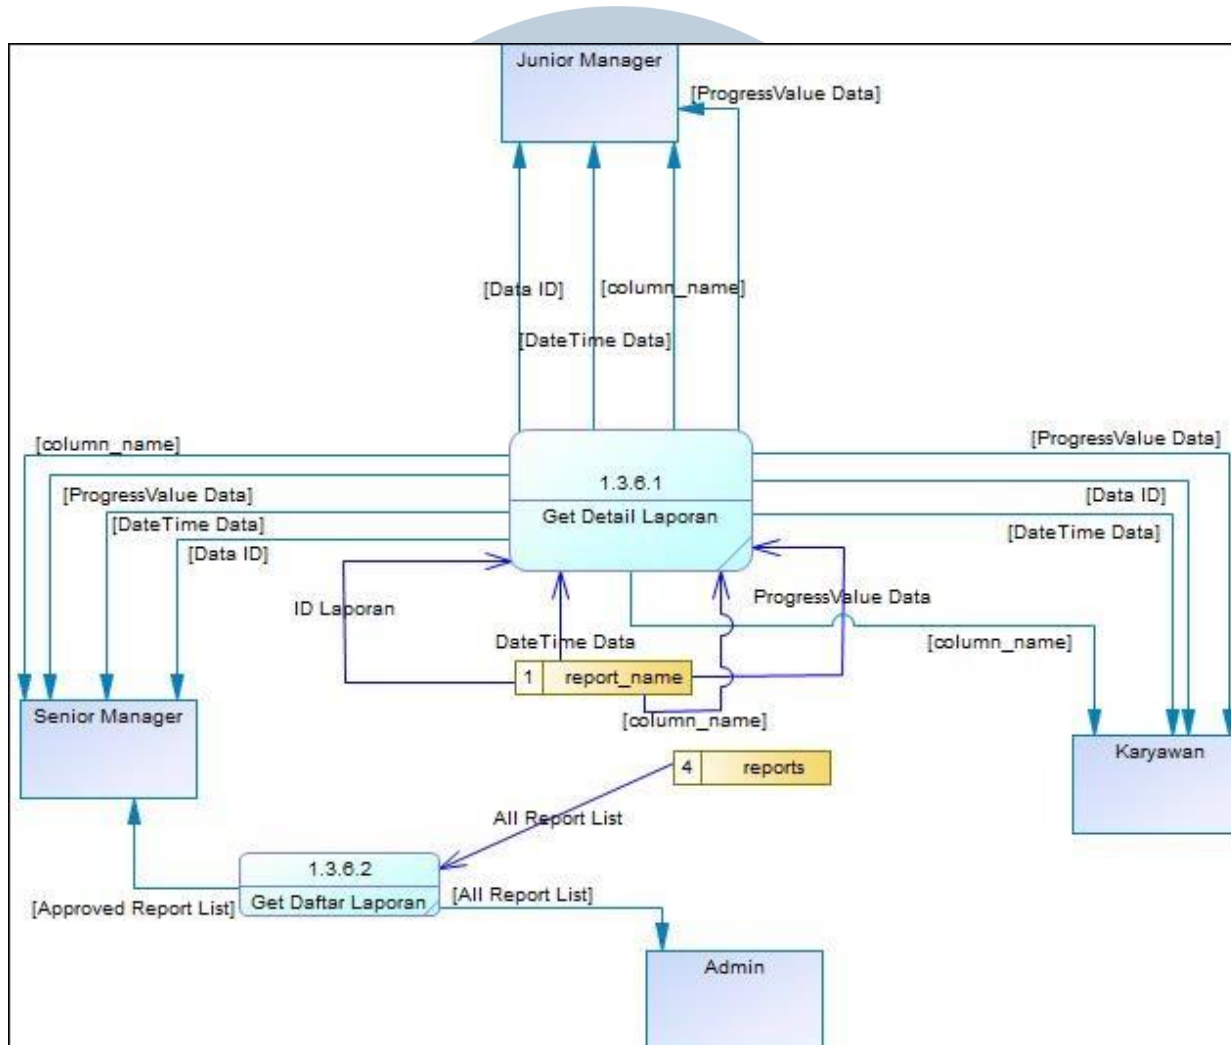 Junior Manager
[ProgressValue Data]
[Data ID]
[column_name]
[DateTime Data]
[column_name]
[ProgressValue Data]
[DateTime Data]
[Data ID]
1.3.6.1
Get Detail Laporan
[ProgressValue Data]
[Data ID]
[DateTime Data]
ID Laporan
ProgressValue Data
DateTime Data
[column_name]
1 report_name
[column_name]
Senior Manager
Karyawan
4 reports
All Report List
1.3.6.2
Get Daftar Laporan
[Approved Report List]
[All Report List]
Admin